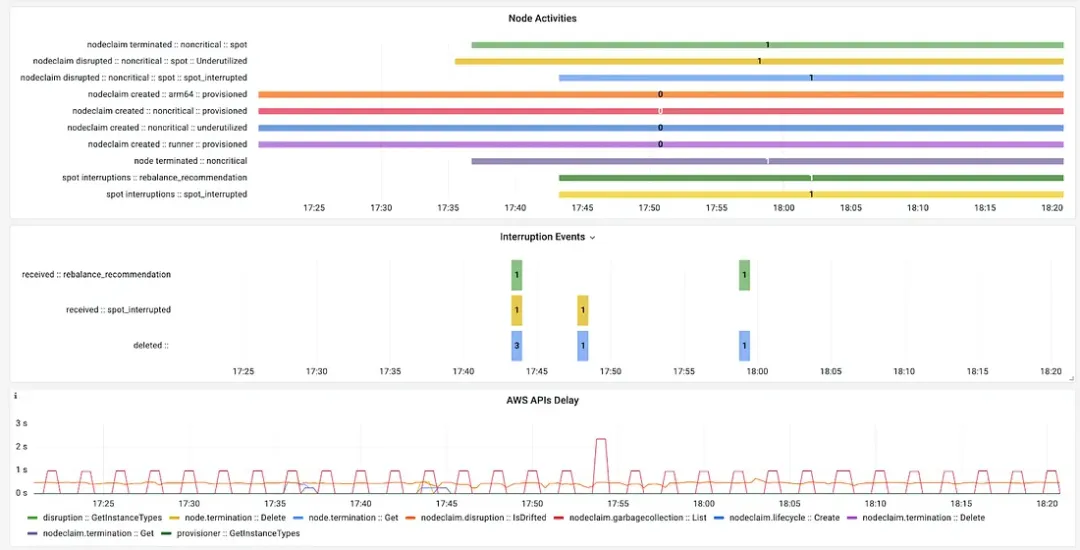 Node Activities
nodeclaim terminated :: noncritical :: spot 1
nodeclaim disrupted :: noncritical :: spot :: Underutilized 1
nodeclaim disrupted :: noncritical :: spot :: spot_interrupted 1
nodeclaim created :: arm64 :: provisioned 0
nodeclaim created :: noncritical :: provisioned
nodeclaim created :: noncritical :: underutilized 0
nodeclaim created :: runner :: provisioned 0
node terminated :: noncritical
spot interruptions :: rebalance_recommendation
spot interruptions :: spot_interrupted 1
17:25 17:30 17:35 17:40 17:45 17:50 17:55 18:00 18:05 18:10 18:15 18:20
Interruption Events
received :: rebalance_recommendation 1 1
received :: spot_interrupted 1 1
deleted :: 3 1 1
17:25 17:30 17:35 17:40 17:45 17:50 17:55 18:00 18:05 18:10 18:15 18:20
i
AWS APIs Delay
3 s
2 s
1 s
0 s
17:25 17:30 17:35 17:40 17:45 17:50 17:55 18:00 18:05 18:10 18:15 18:20
disruption :: GetInstanceTypes node.termination :: Delete node.termination :: Get nodeclaim.disruption :: IsDrifted nodeclaim.garbagecollection :: List nodeclaim.lifecycle :: Create nodeclaim.termination :: Delete
nodeclaim.termination :: Get provisioner :: GetInstanceTypes